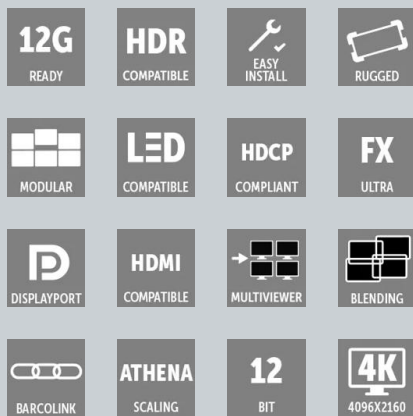 12G
READY
HDR
COMPATIBLE
EASY
INSTALL
RUGGED
MODULAR
LED
COMPATIBLE
HDCP
COMPLIANT
FX
ULTRA
DISPLAYPORT
HDMI
COMPATIBLE
MULTIVIEWER
BLENDING
BARCOLINK
ATHENA
SCALING
12
BIT
4K
4096X2160